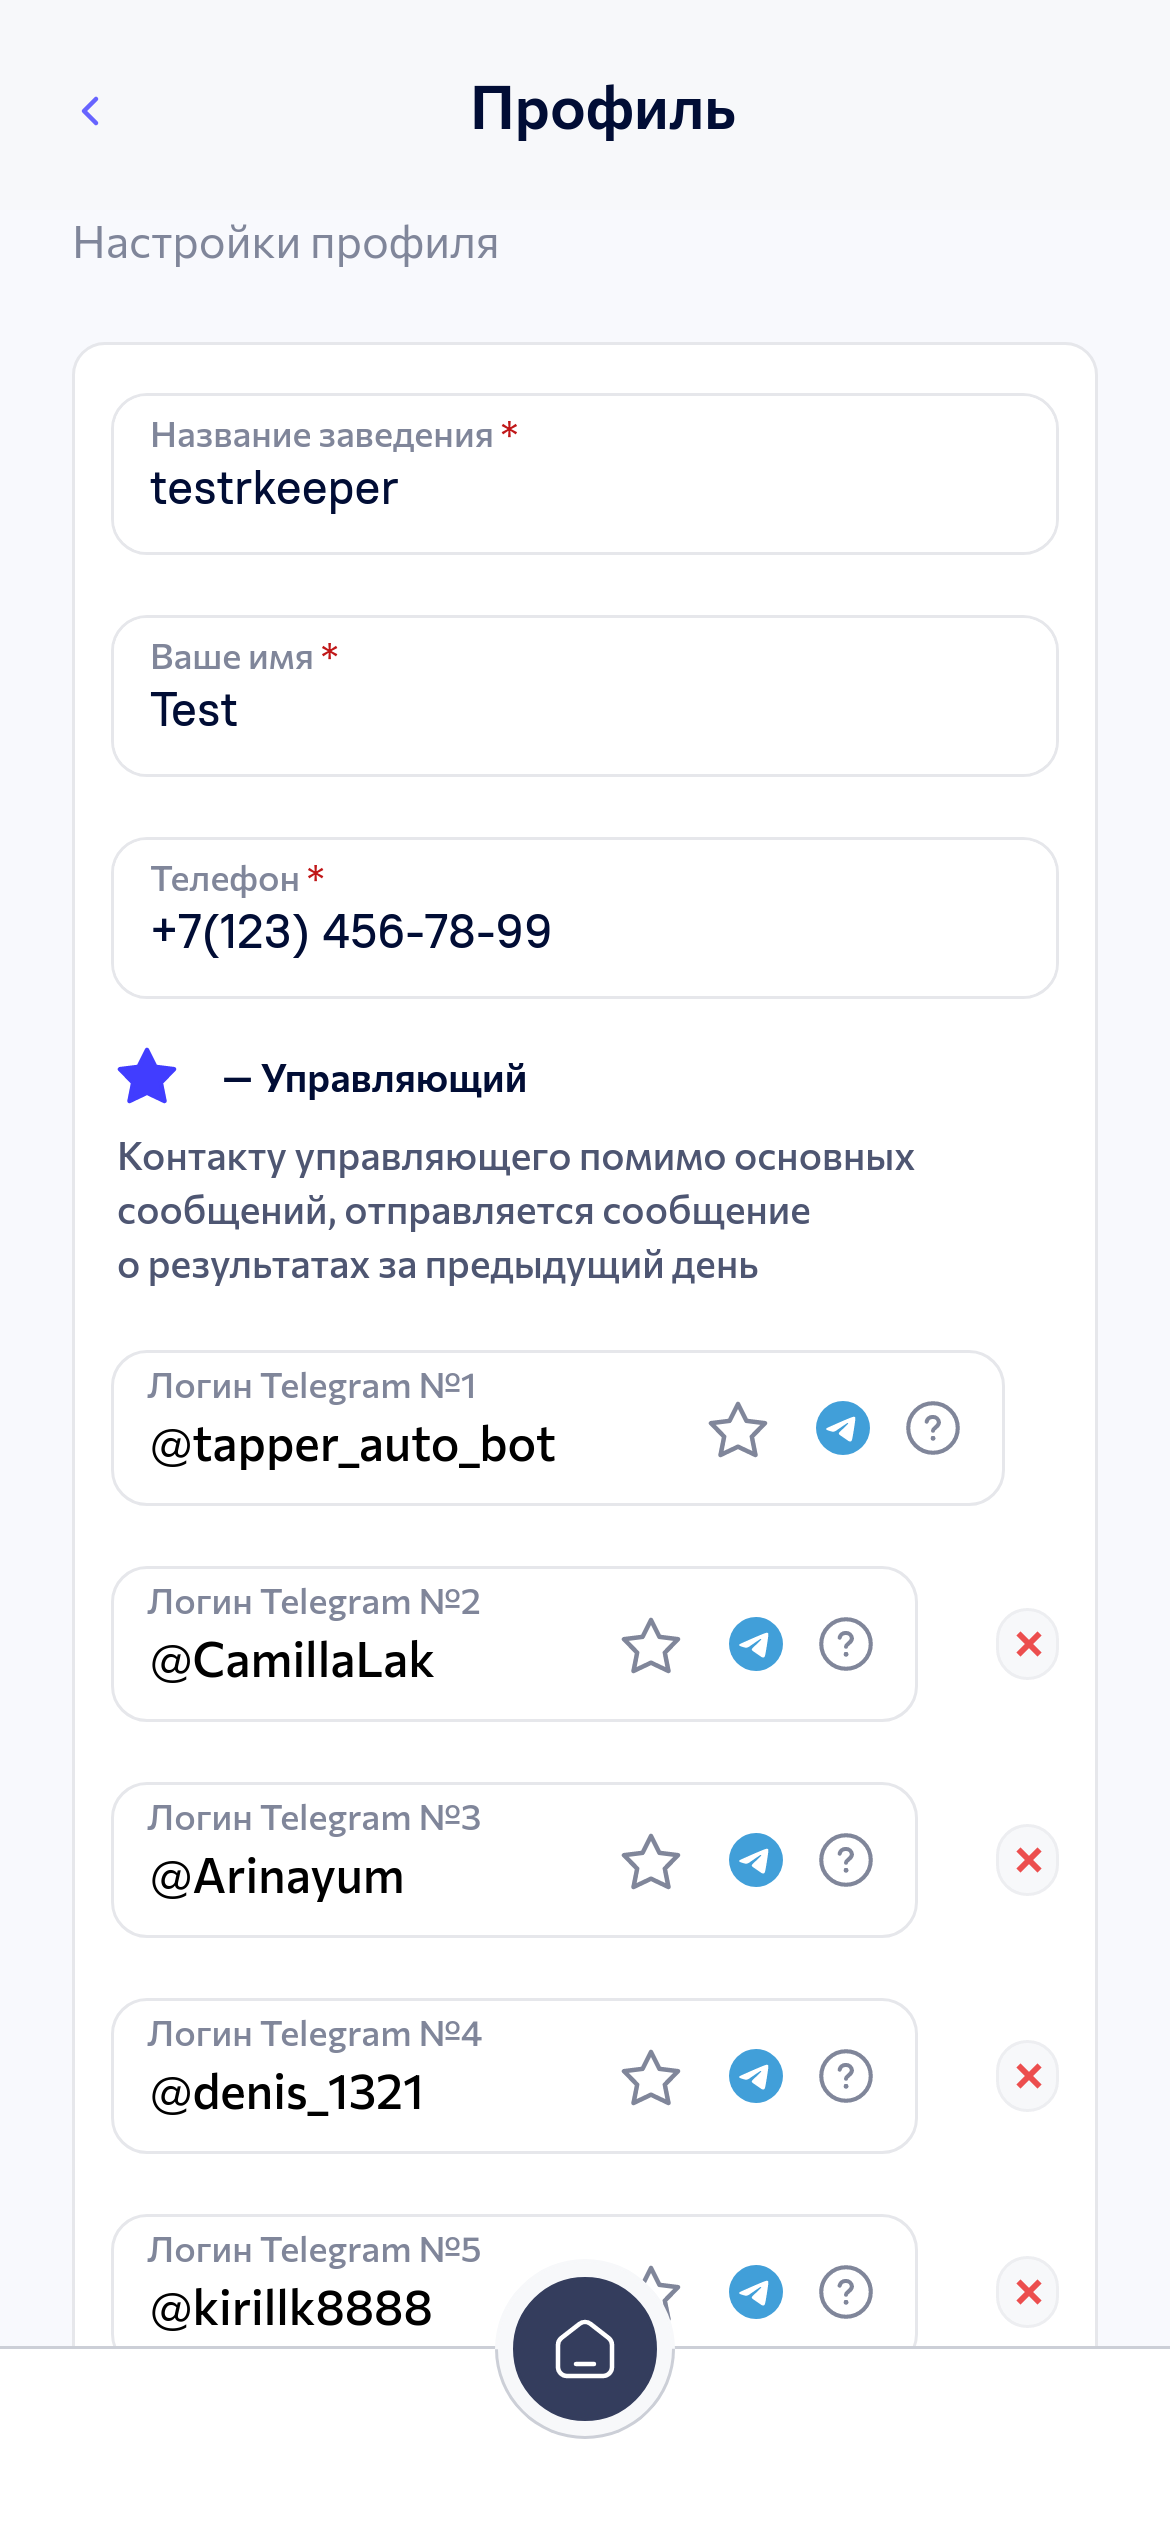 Профиль
Настройки профиля
Название заведения *
testrkeeper
Ваше имя *
Test
Телефон *
+7(123) 456-78-99
— Управляющий
Контакту управляющего помимо основных
сообщений, отправляется сообщение
о результатах за предыдущий день
Логин Telegram №1
@tapper_auto_bot
Логин Telegram №2
@CamillaLak
Логин Telegram №3
@Arinayum
Логин Telegram №4
@denis_1321
Логин Telegram №5
@kirillk8888